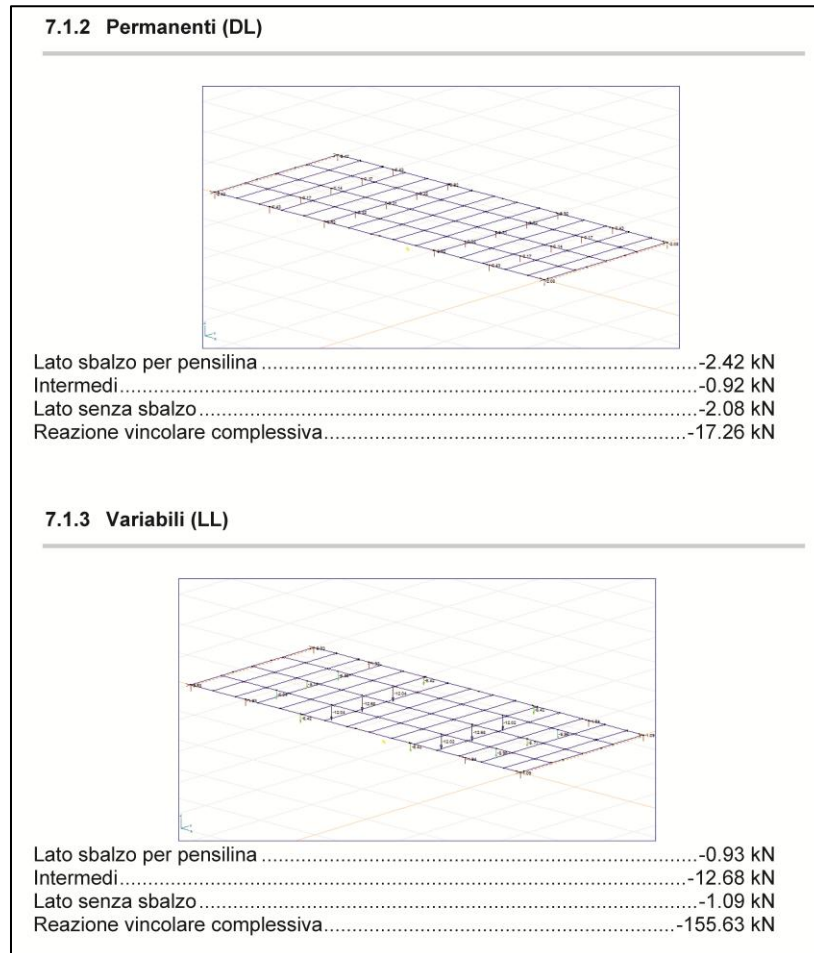 7.1.2 Permanenti (DL)
Lato sbalzo per pensilina ................................................................-2.42 kN
Intermedi................................................................-0.92 kN
Lato senza sbalzo................................................................-2.08 kN
Reazione vincolare complessiva................................................................-17.26 kN
7.1.3 Variabili (LL)
Lato sbalzo per pensilina ................................................................-0.93 kN
Intermedi................................................................-12.68 kN
Lato senza sbalzo................................................................-1.09 kN
Reazione vincolare complessiva................................................................-155.63 kN